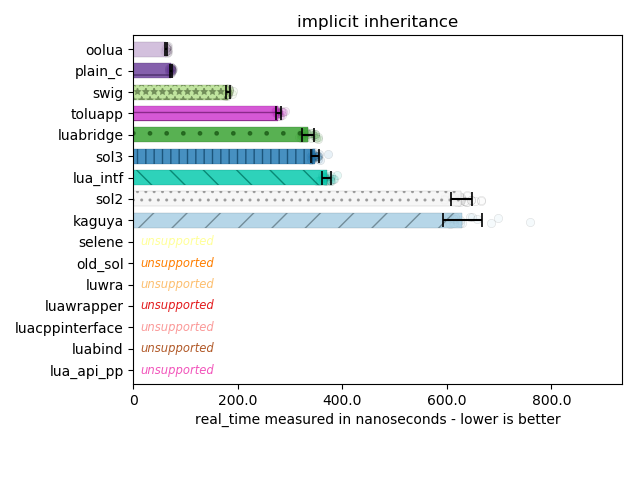 implicit inheritance
oolua
plain_c
swig
toluapp
luabridge
sol3
lua_intf
sol2
kaguya
selene unsupported
old_sol unsupported
luwra unsupported
luawrapper unsupported
luacppinterface unsupported
luabind unsupported
lua_api_pp unsupported
0 200.0 400.0 600.0 800.0
real_time measured in nanoseconds - lower is better